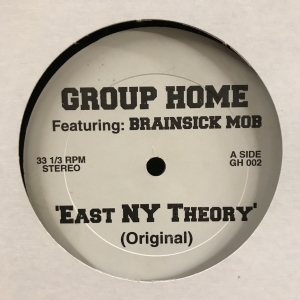 GROUP HOME
Featuring: BRAINSICK MOB
33 1/3 RPM
STEREO
A SIDE
GH 002
'EAST NY THEORY'
(Original)